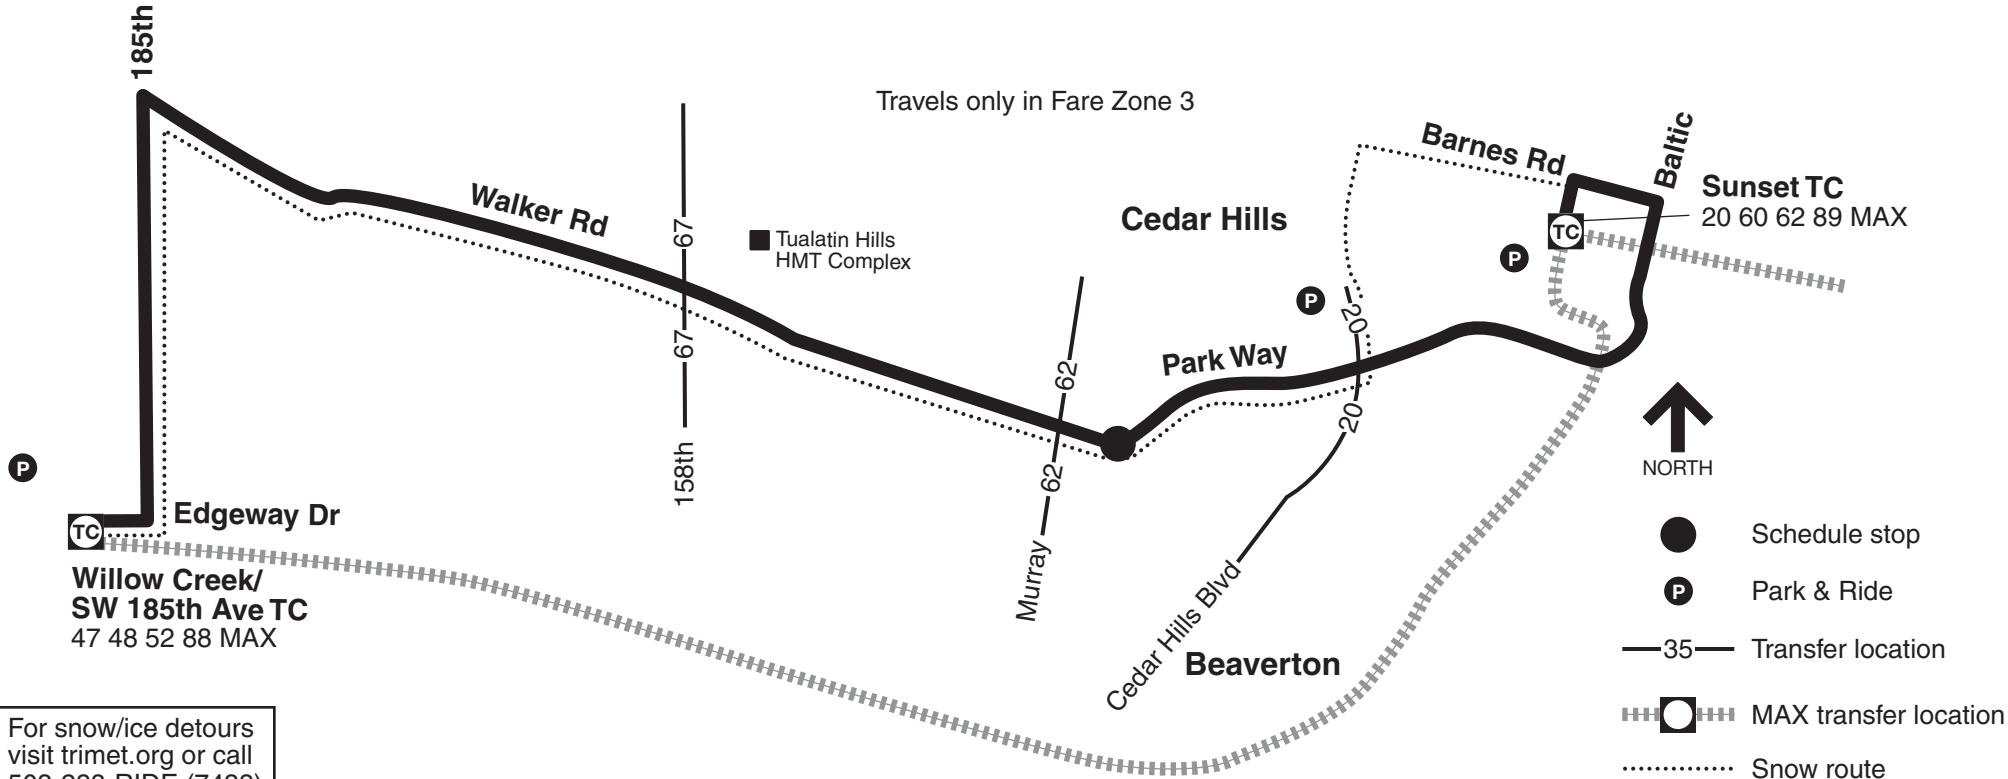 185th
Travels only in Fare Zone 3
Barnes Rd
Baltic
Sunset TC
20 60 62 89 MAX
TC
P
Cedar Hills
Walker Rd
67
Tualatin Hills
HMT Complex
P
20
67
62
Park Way
20
62
158th
NORTH
P
Edgeway Dr
TC
Willow Creek/
SW 185th Ave TC
47 48 52 88 MAX
Murray
Cedar Hills Blvd
Beaverton
Schedule stop
P
Park & Ride
35
Transfer location
MAX transfer location
Snow route
For snow/ice detours
visit trimet.org or call
RIDE